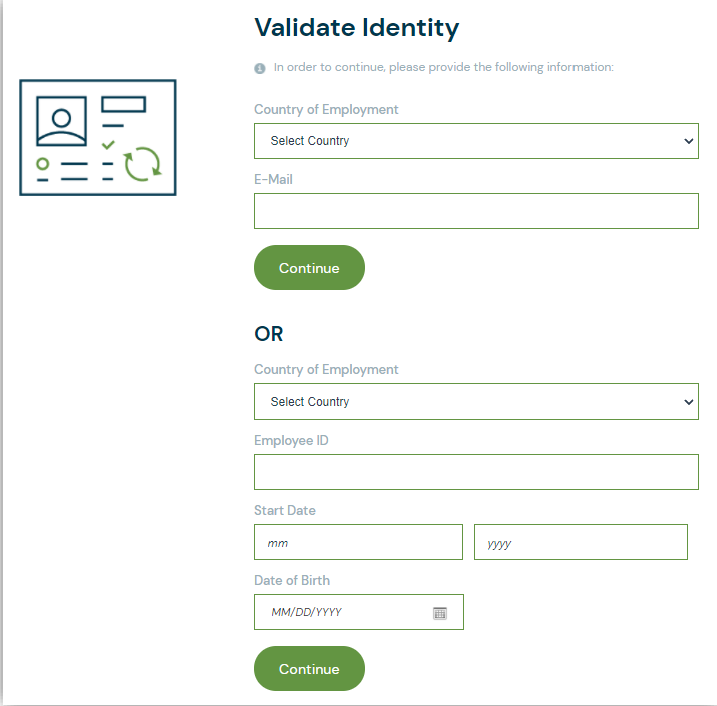 Validate Identity
In order to continue, please provide the following information:
Country of Employment
Select Country
E-Mail
Continue
OR
Country of Employment
Select Country
Employee ID
Start Date
mm yyyy
Date of Birth
MM/DD/YYYY
Continue